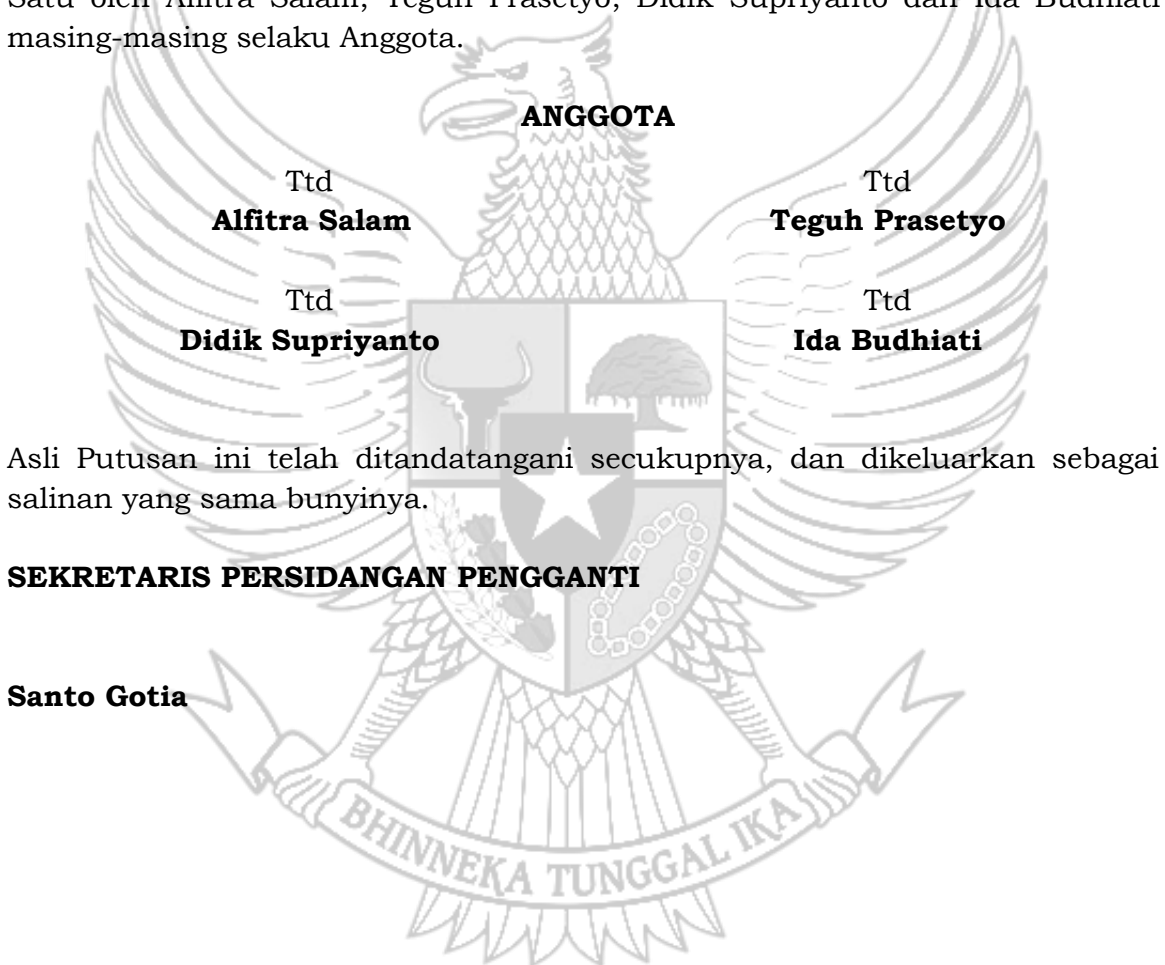 Satu oleh Alfitra Salam, Teguh Prasetyo, Didik Supriyanto dan Ida Budhiati
masing-masing selaku Anggota.
ANGGOTA
Ttd Ttd
Alfitra Salam Teguh Prasetyo
Ttd Ttd
Didik Supriyanto Ida Budhiati
Asli Putusan ini telah ditandatangani secukupnya, dan dikeluarkan sebagai
salinan yang sama bunyinya.
SEKRETARIS PERSIDANGAN PENGGANTI
Santo Gotia
BHINNEKA TUNGGAL IKA